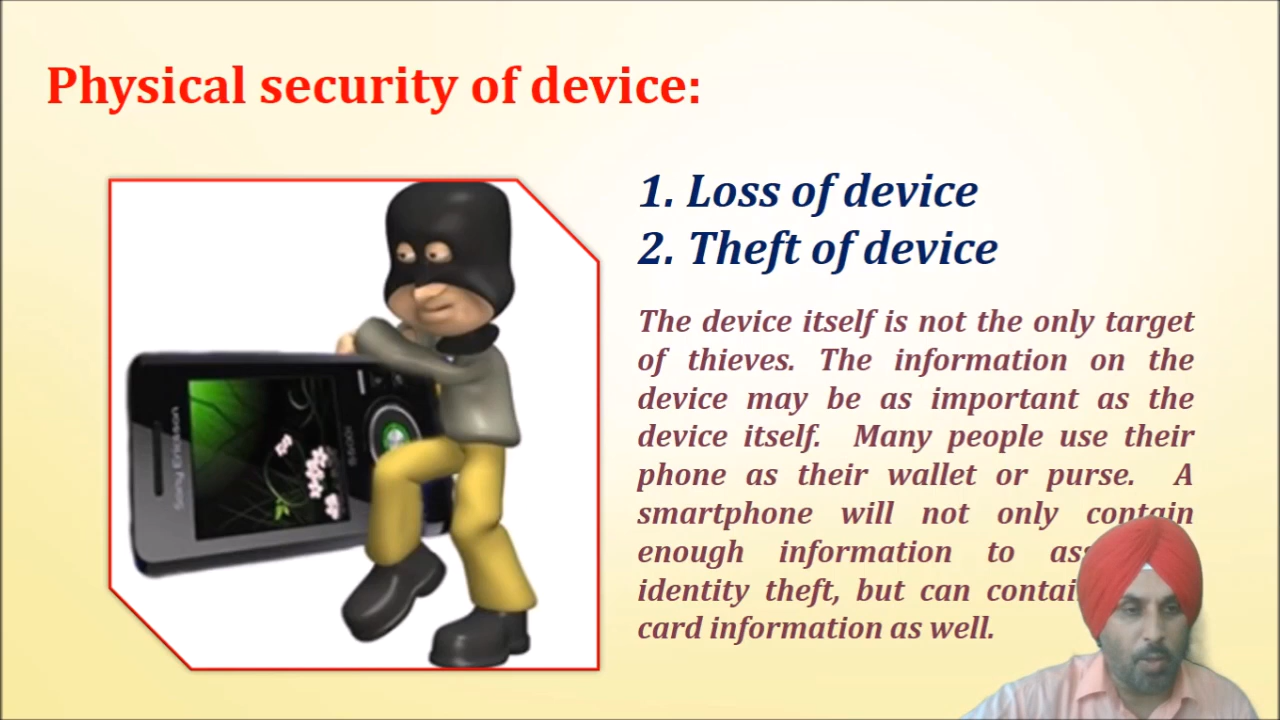 Physical security of device:
1. Loss of device
2. Theft of device
The device itself is not the only target
of thieves. The information on the
device may be as important as the
device itself. Many people use their
phone as their wallet or purse. A
smartphone will not only contain
enough information to
identity theft, but can
card information as well.
Sony Ericsson